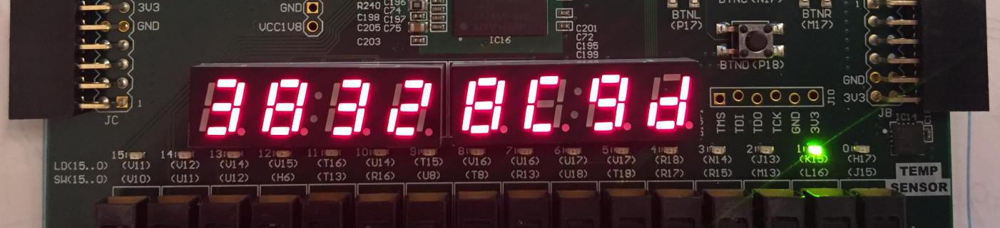 3V3
GND
JC
1
GND
VCC1V8
R240
C196
C74
C198
C197
C205 C75
C203
IC16
C201
C72
C195
C199
BTNL
(P17)
BTNR
(M17)
BTND(P18)
1
GND
3V3
JB
IC14
J10
TMS
TDI
TDO
TCK
GND
3V3
3832 8C9d
LD(15..0) 15 14 13 12 11 10 9 8 7 6 5 4 3 2 1 0
(V11) (V12) (V14) (V15) (T16) (U14) (T15) (V16) (U16) (U17) (V17) (R18) (N14) (J13) (K15) (H17)
SW(15..0) (V10) (U11) (U12) (H6) (T13) (R16) (U8) (T8) (R13) (U18) (T18) (R17) (R15) (M13) (L16) (J15)
TEMP
SENSOR